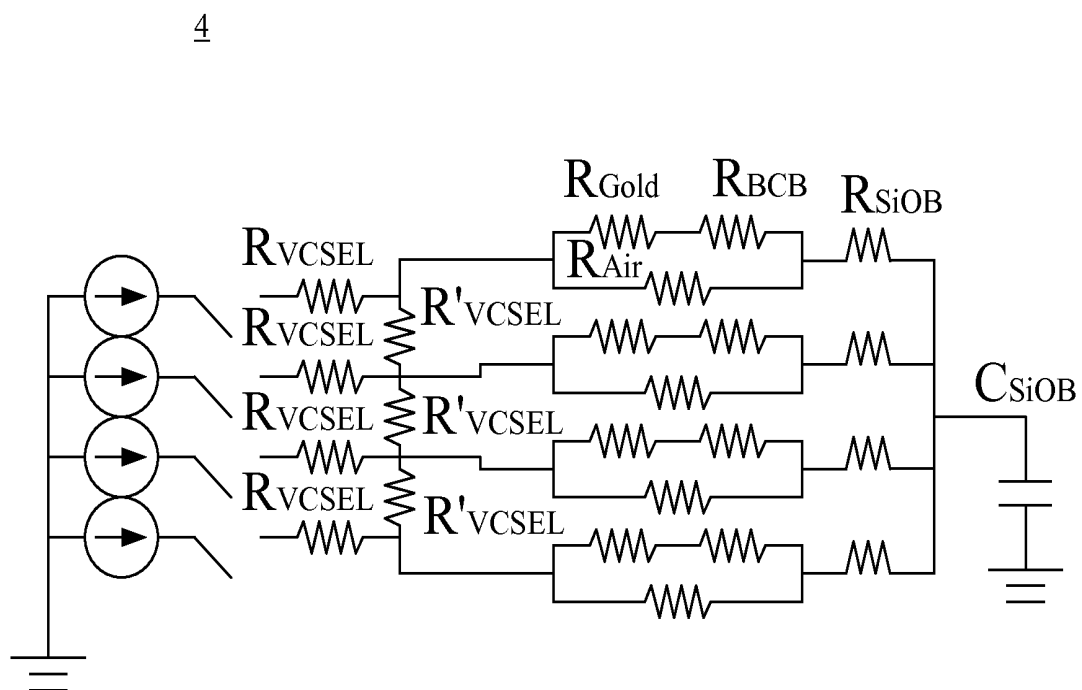 4
RGold
RBCB
RSiOB
RVCSEL
RAir
R'VCSEL
RVCSEL
CSiOB
RVCSEL
R'VCSEL
RVCSEL
R'VCSEL